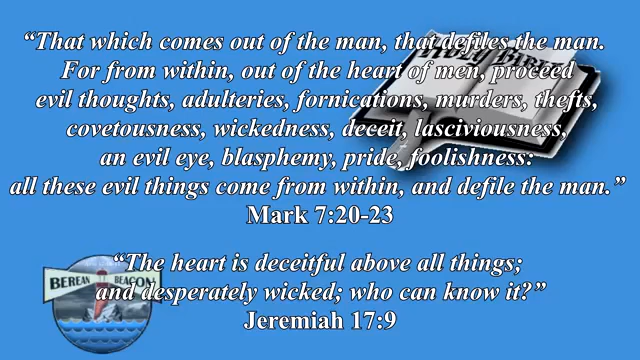 “That which comes out of the man, that defiles the man.
For from within, out of the heart of men, proceed
evil thoughts, adulteries, fornications, murders, thefts,
covetousness, wickedness, deceit, lasciviousness,
an evil eye, blasphemy, pride, foolishness:
all these evil things come from within, and defile the man.”
Mark 7:20-23
“The heart is deceitful above all things;
and desperately wicked; who can know it?”
Jeremiah 17:9
BEREAN BEACON
HOLY BIBLE